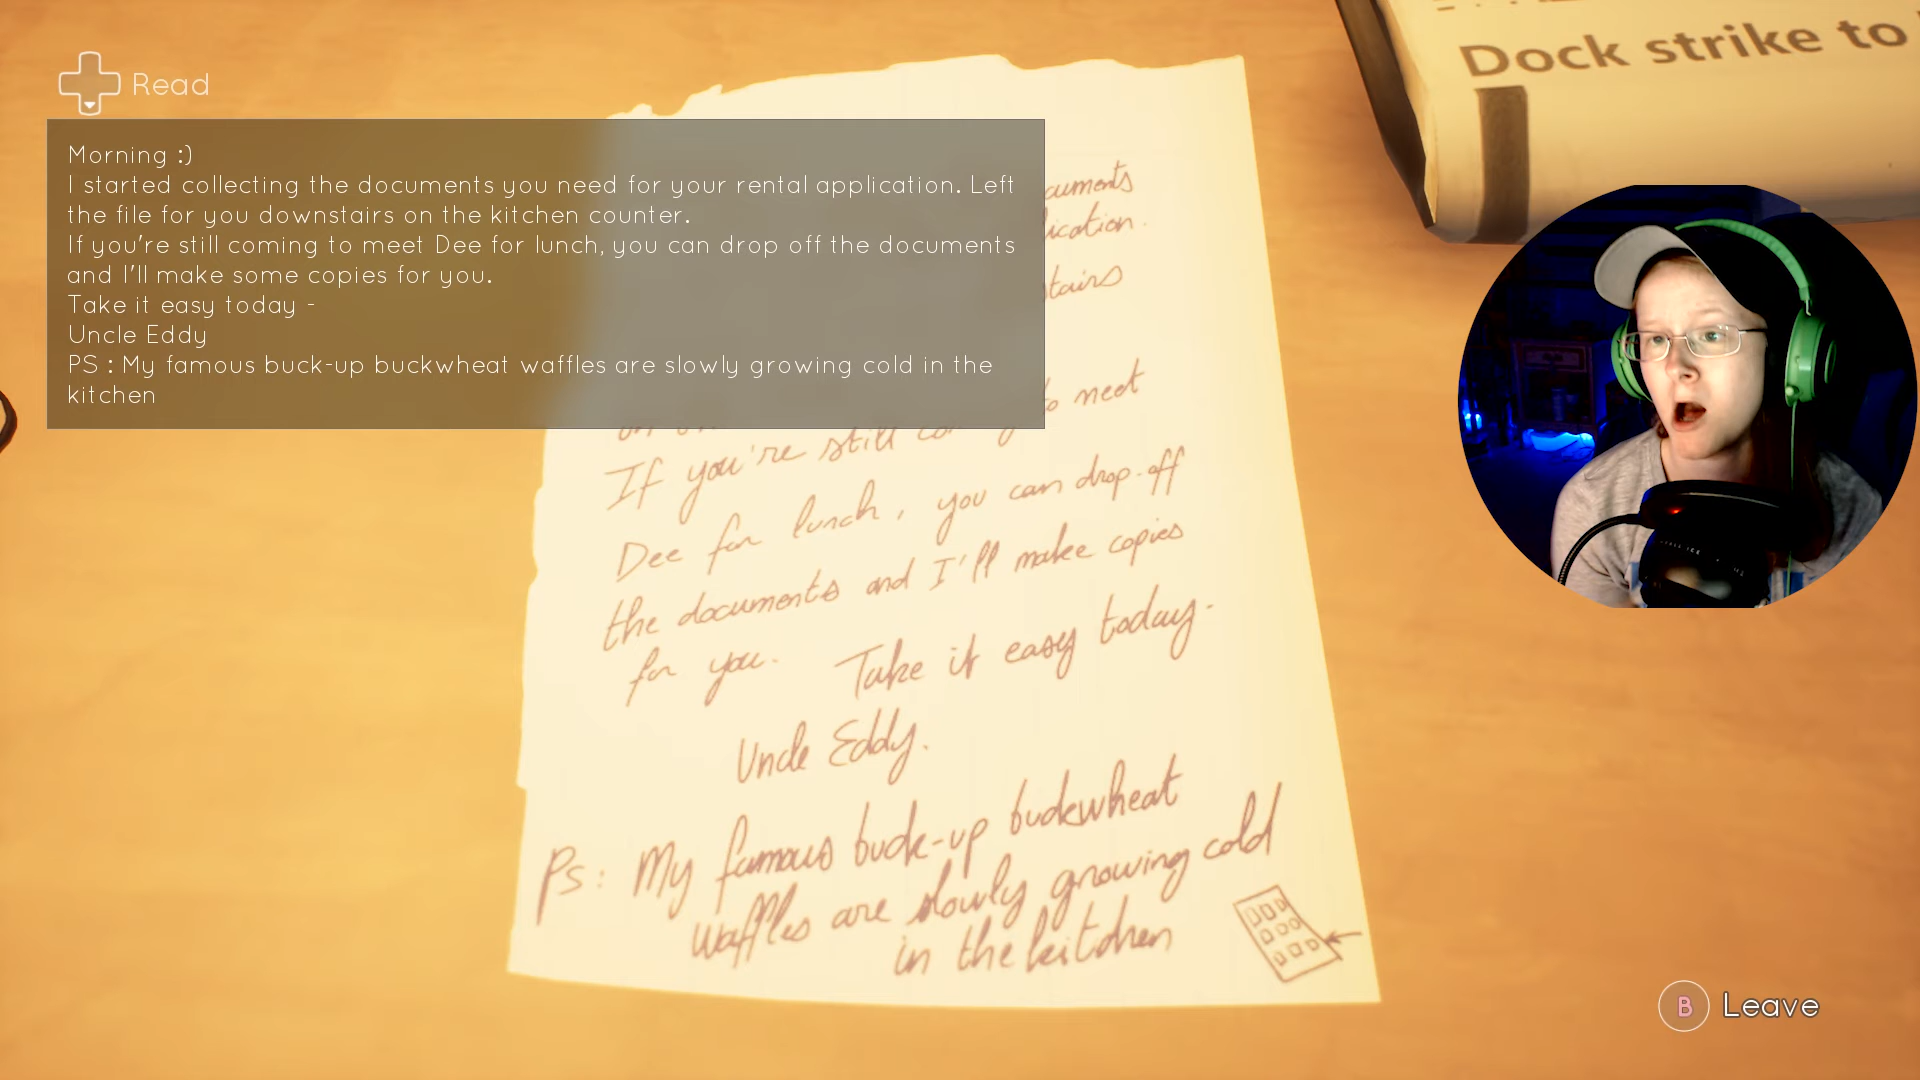 Read
Dock strike to
Morning :)
I started collecting the documents you need for your rental application. Left
the file for you downstairs on the kitchen counter.
If you're still coming to meet Dee for lunch, you can drop off the documents
and I'll make some copies for you.
Take it easy today -
Uncle Eddy
PS : My famous buck-up buckwheat waffles are slowly growing cold in the
kitchen
If you're still to meet
Dee for lunch, you can drop-off
the documents and I'll make copies
for you. Take it easy today-
Uncle Eddy.
Ps: My famous buck-up buckwheat
waffles are slowly growing cold
in the kitchen
B Leave